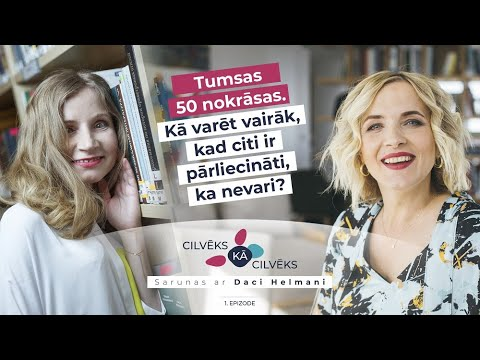 Tumsas
50 nokrāsas.
Kā varēt vairāk,
kad citi ir
pārliecināti,
ka nevari?
CILVĒKS
KĀ
CILVĒKS
Sarunas ar Daci Helmani
1. EPIZODE